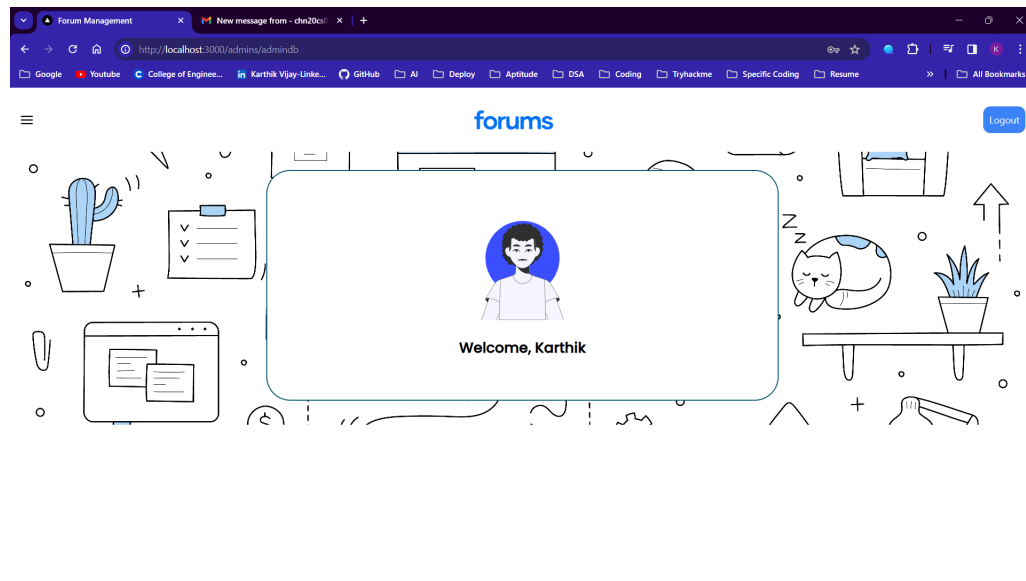 Forum Management
New message from - chn20cs0
http://localhost:3000/admins/admindb
Google Youtube College of Enginee... Karthik Vijay-Linke... GitHub AI Deploy Aptitude DSA Coding Tryhackme Specific Coding Resume » All Bookmarks
K
forums
Logout
Z
Z
$
Welcome, Karthik